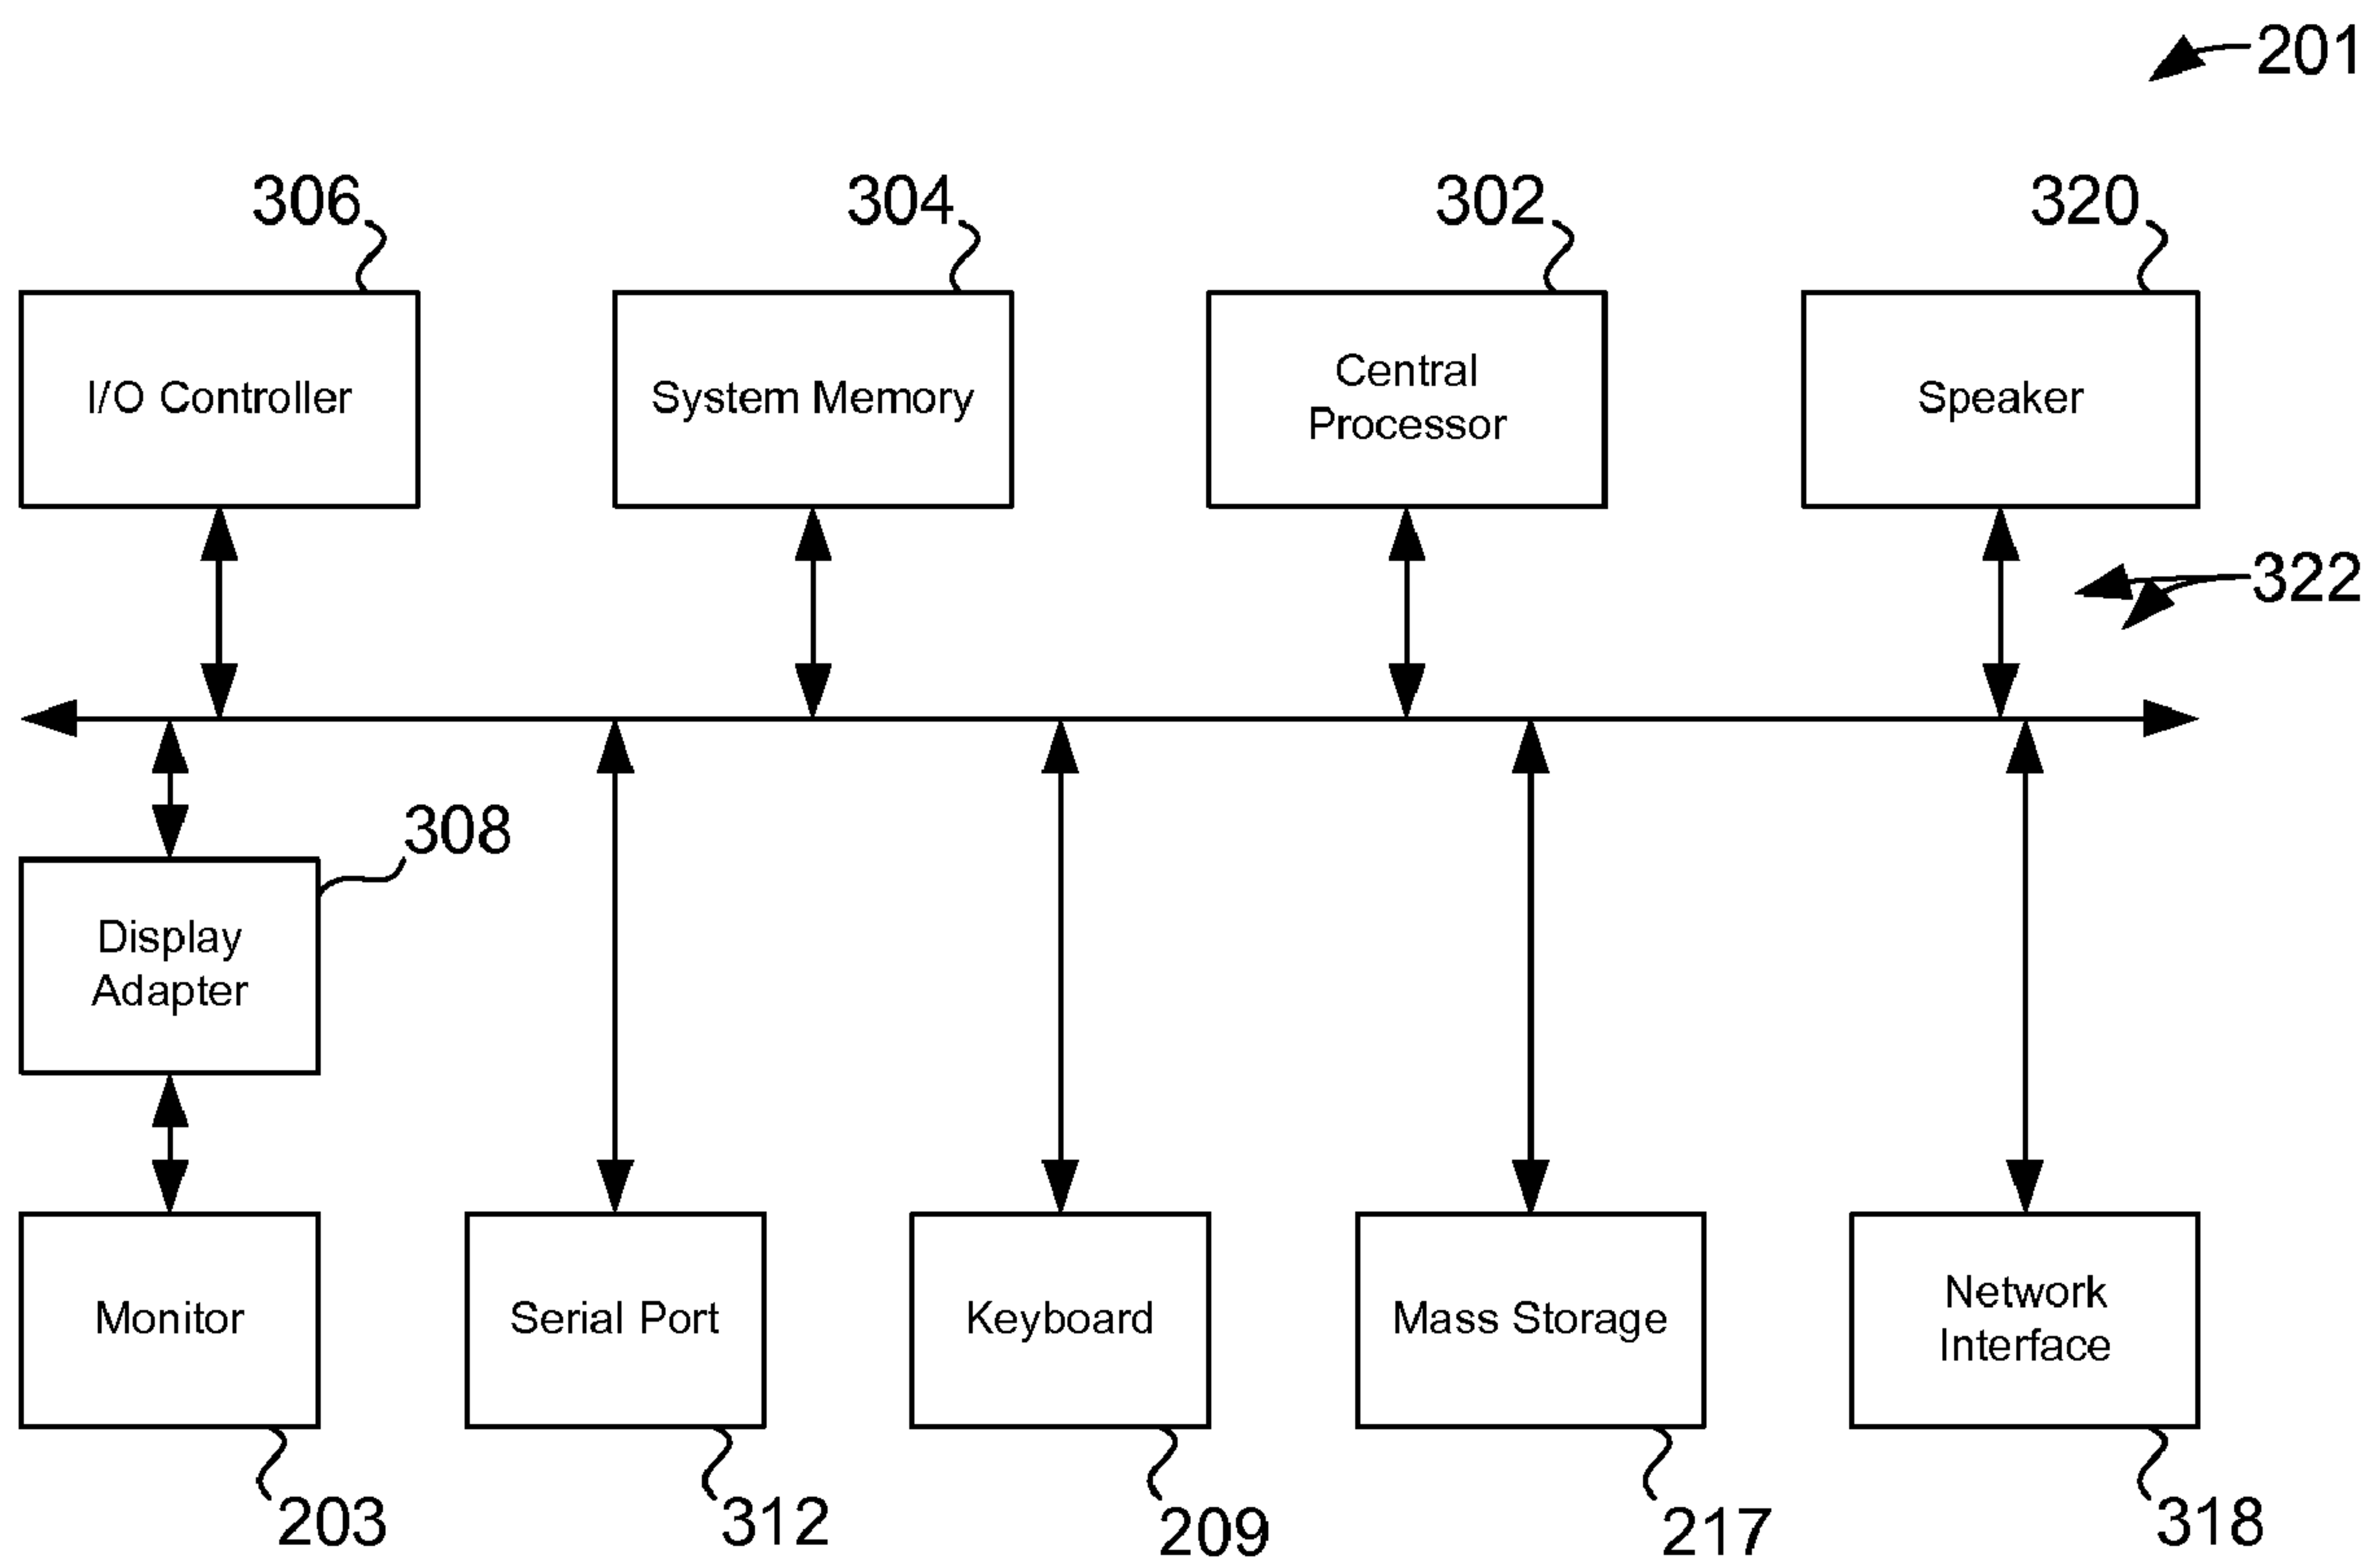 201
306
304
302
320
I/O Controller
System Memory
Central
Processor
Speaker
322
308
Display
Adapter
Monitor
Serial Port
Keyboard
Mass Storage
Network
Interface
203
312
209
217
318